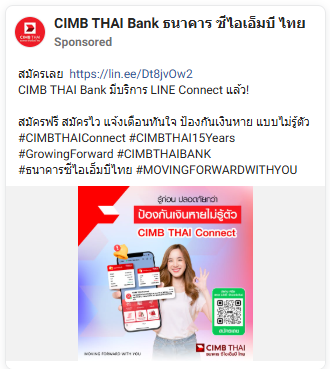 CIMB THAI Bank ธนาคาร ซีไอเอ็มบี ไทย
Sponsored
สมัครเลย https://lin.ee/Dt8jvOw2
CIMB THAI Bank มีบริการ LINE Connect แล้ว!
สมัครฟรี สมัครไว แจ้งเตือนทันใจ ป้องกันเงินหาย แบบไม่รู้ตัว
#CIMBTHAIConnect #CIMBTHAI15Years
#GrowingForward #CIMBTHAIBANK
#ธนาคารซีไอเอ็มบีไทย #MOVINGFORWARDWITHYOU
รู้ก่อน ปลอดภัยกว่า
ป้องกันเงินหายไม่รู้ตัว
CIMB THAI Connect
สมัครเลย
CIMB THAI
ธนาคาร ซีไอเอ็มบี ไทย
MOVING FORWARD WITH YOU